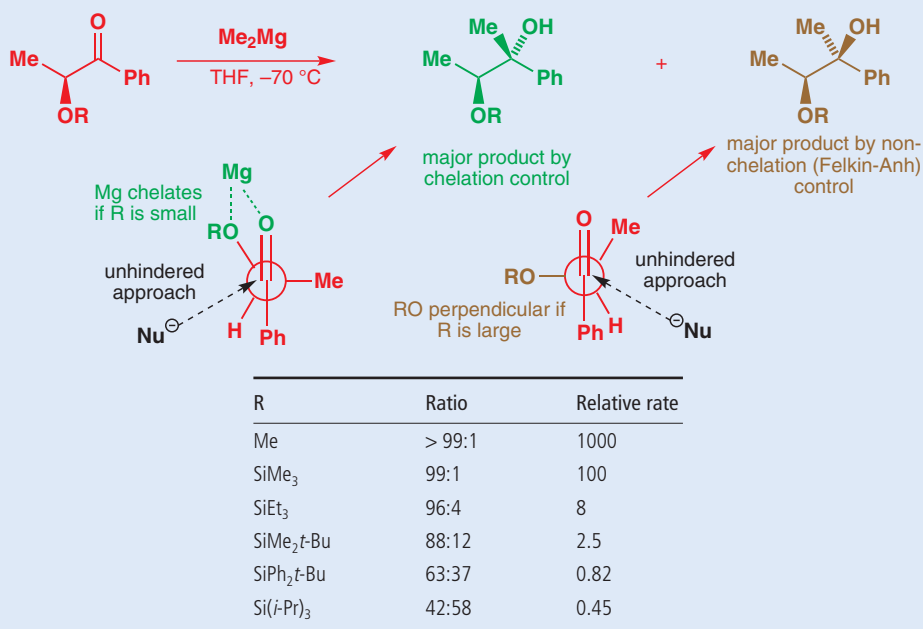 O
Me
Ph
OR
Me₂Mg
THF, –70 °C
Me OH
Me
Ph
OR
major product by
chelation control
+
Me OH
Me
Ph
OR
major product by non-
chelation (Felkin-Anh)
control
Mg chelates
if R is small
Mg
RO O
Me
H Ph
unhindered
approach
Nu⊖
O
Me
RO
Ph H
RO perpendicular if
R is large
unhindered
approach
⊖Nu
R Ratio Relative rate
Me > 99:1 1000
SiMe₃ 99:1 100
SiEt₃ 96:4 8
SiMe₂t-Bu 88:12 2.5
SiPh₂t-Bu 63:37 0.82
Si(i-Pr)₃ 42:58 0.45